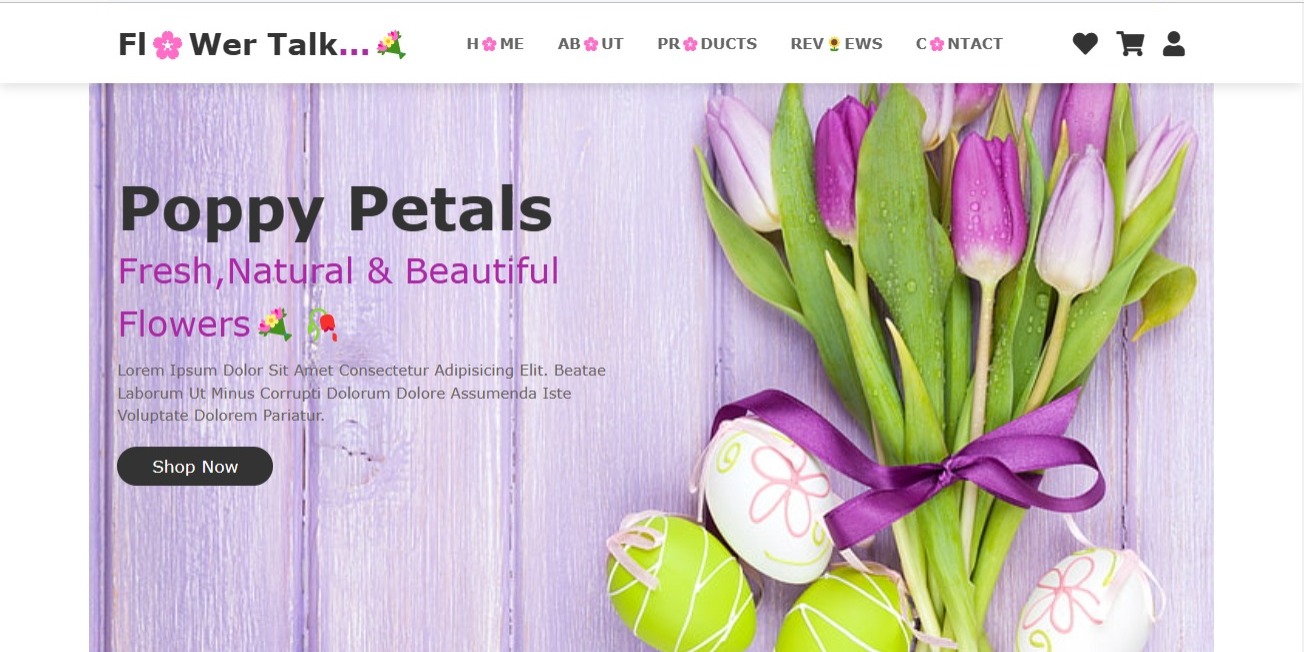 Fl🌸Wer Talk...💐
H🌸ME AB🌸UT PR🌸DUCTS REV🌻EWS C🌸NTACT
Poppy Petals
Fresh,Natural & Beautiful
Flowers💐 🥀
Lorem Ipsum Dolor Sit Amet Consectetur Adipisicing Elit. Beatae
Laborum Ut Minus Corrupti Dolorum Dolore Assumenda Iste
Voluptate Dolorem Pariatur.
Shop Now